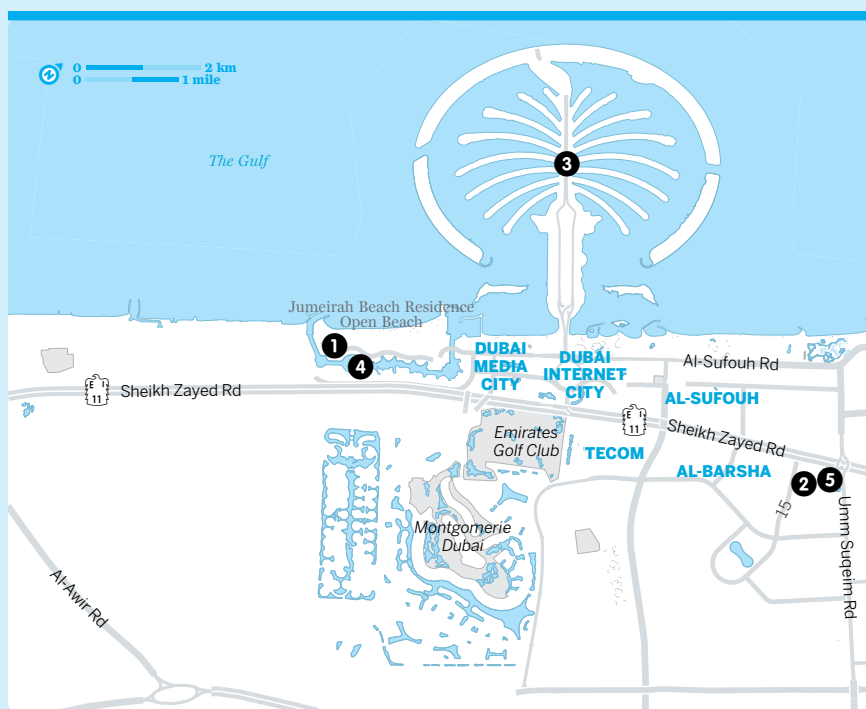 0 2 km
0 1 mile
The Gulf
3
Jumeirah Beach Residence
Open Beach
1
4
DUBAI
MEDIA
CITY
DUBAI
INTERNET
CITY
Al-Sufouh Rd
E 11
Sheikh Zayed Rd
AL-SUFOUH
E 11
Sheikh Zayed Rd
Emirates
Golf Club
TECOM
AL-BARSHA
2
5
15
Umm Suqeim Rd
Montgomerie
Dubai
Al-Awir Rd